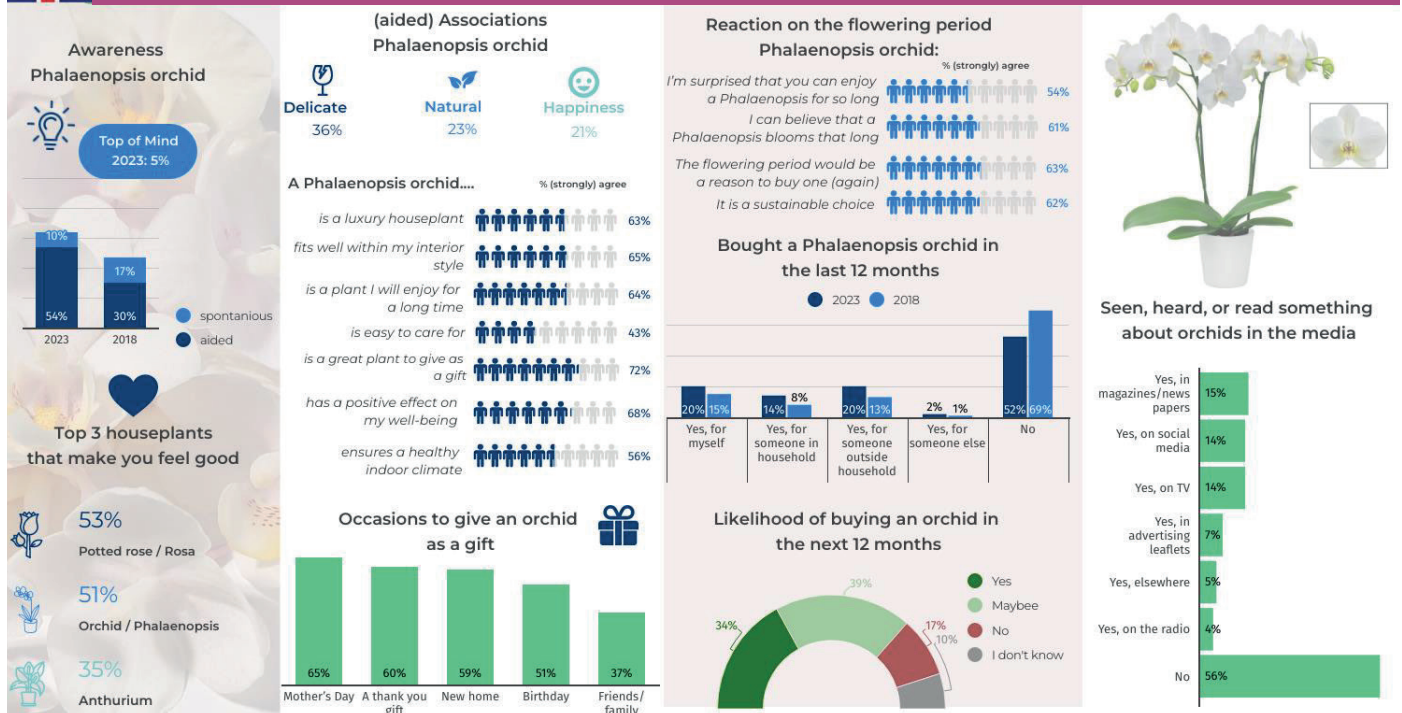 Awareness
Phalaenopsis orchid
Top of Mind
2023: 5%
10%
17%
54%
30%
2023
2018
spontanious
aided
Top 3 houseplants
that make you feel good
53%
Potted rose / Rosa
51%
Orchid / Phalaenopsis
35%
Anthurium
(aided) Associations
Phalaenopsis orchid
Delicate
36%
Natural
23%
Happiness
21%
A Phalaenopsis orchid....
% (strongly) agree
is a luxury houseplant
63%
fits well within my interior
style
65%
is a plant I will enjoy for
a long time
64%
is easy to care for
43%
is a great plant to give as
a gift
72%
has a positive effect on
my well-being
68%
ensures a healthy
indoor climate
56%
Occasions to give an orchid
as a gift
65%
60%
59%
51%
37%
Mother's Day
A thank you
gift
New home
Birthday
Friends/
family
Reaction on the flowering period
Phalaenopsis orchid:
% (strongly) agree
I'm surprised that you can enjoy
a Phalaenopsis for so long
54%
I can believe that a
Phalaenopsis blooms that long
61%
The flowering period would be
a reason to buy one (again)
63%
It is a sustainable choice
62%
Bought a Phalaenopsis orchid in
the last 12 months
2023
2018
20%
15%
14%
8%
20%
13%
2%
1%
52%
69%
Yes, for
myself
Yes, for
someone in
household
Yes, for
someone
outside
household
Yes, for
someone else
No
Likelihood of buying an orchid in
the next 12 months
34%
39%
17%
10%
Yes
Maybee
No
I don't know
Seen, heard, or read something
about orchids in the media
Yes, in
magazines/news
papers
15%
Yes, on social
media
14%
Yes, on TV
14%
Yes, in
advertising
leaflets
7%
Yes, elsewhere
5%
Yes, on the radio
4%
No
56%